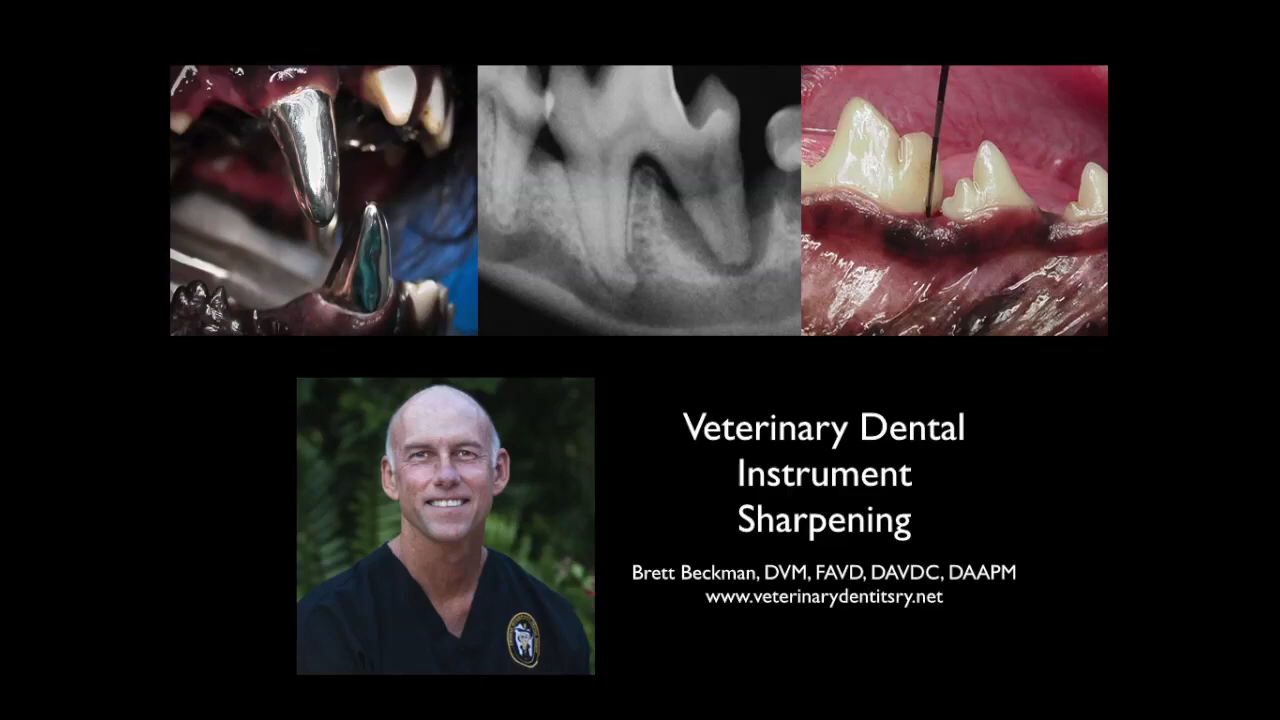 Veterinary Dental
Instrument
Sharpening
Brett Beckman, DVM, FAVD, DAVDC, DAAPM
www.veterinarydentitsry.net